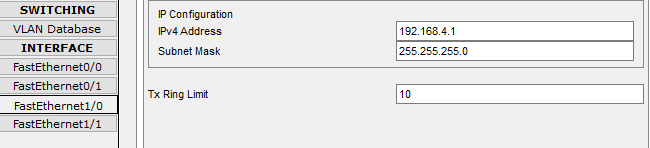 SWITCHING
VLAN Database
INTERFACE
FastEthernet0/0
FastEthernet0/1
FastEthernet1/0
FastEthernet1/1
IP Configuration
IPv4 Address 192.168.4.1
Subnet Mask 255.255.255.0
Tx Ring Limit 10